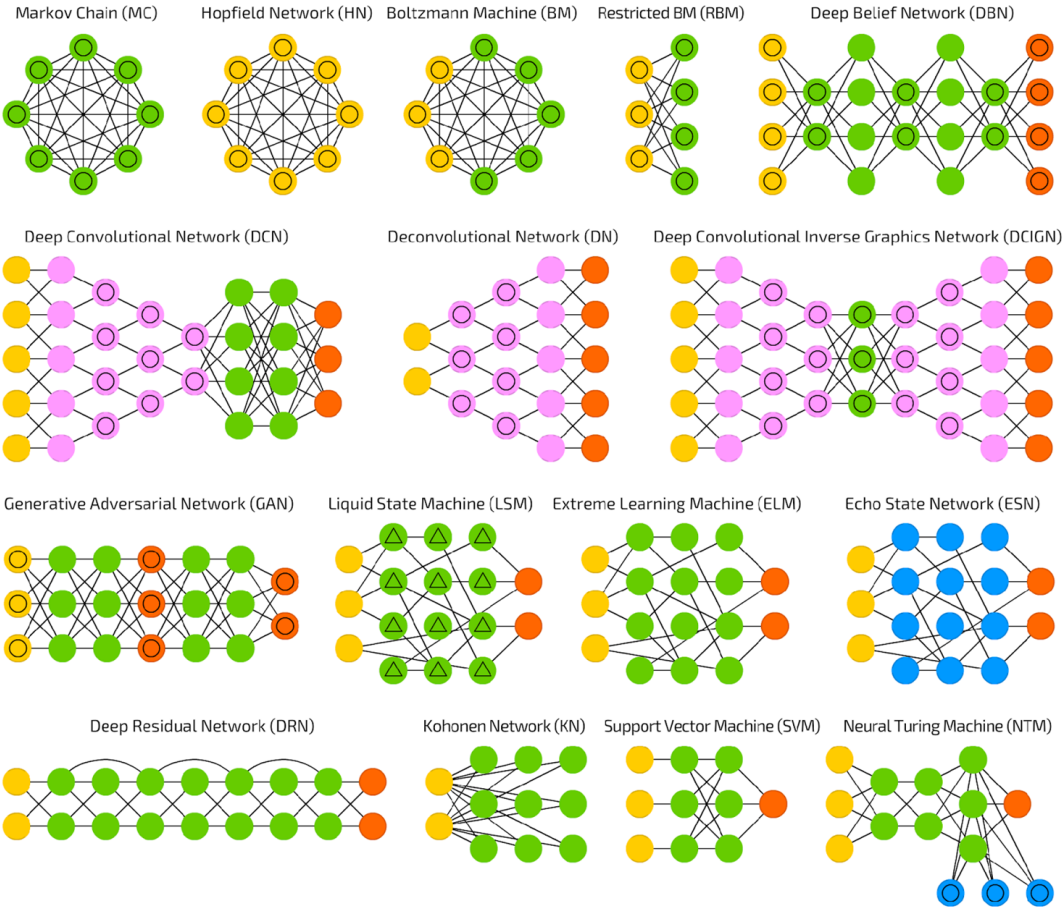 Markov Chain (MC)
Hopfield Network (HN)
Boltzmann Machine (BM)
Restricted BM (RBM)
Deep Belief Network (DBN)
Deep Convolutional Network (DCN)
Deconvolutional Network (DN)
Deep Convolutional Inverse Graphics Network (DCIGN)
Generative Adversarial Network (GAN)
Liquid State Machine (LSM)
Extreme Learning Machine (ELM)
Echo State Network (ESN)
Deep Residual Network (DRN)
Kohonen Network (KN)
Support Vector Machine (SVM)
Neural Turing Machine (NTM)